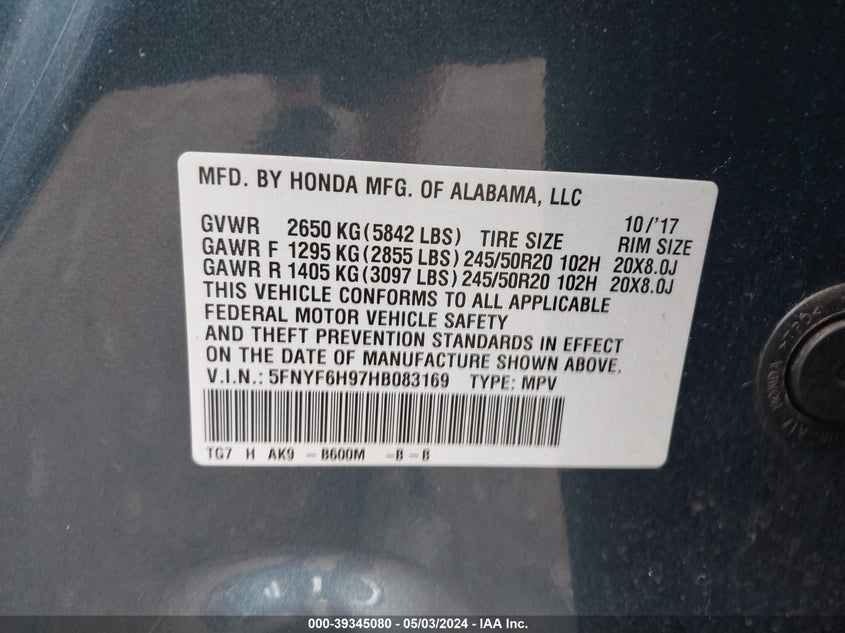 MFD. BY HONDA MFG. OF ALABAMA, LLC
10/'17
GVWR 2650 KG(5842 LBS) TIRE SIZE RIM SIZE
GAWR F 1295 KG(2855 LBS)245/50R20 102H 20X8.0J
GAWR R 1405 KG(3097 LBS)245/50R20 102H 20X8.0J
THIS VEHICLE CONFORMS TO ALL APPLICABLE
FEDERAL MOTOR VEHICLE SAFETY
AND THEFT PREVENTION STANDARDS IN EFFECT
ON THE DATE OF MANUFACTURE SHOWN ABOVE.
V.I.N.: 5FNYF6H97HB083169 TYPE: MPV
TG7 H AK9 -B600M -B-B
000-39345080 - 05/03/2024 - IAA Inc.